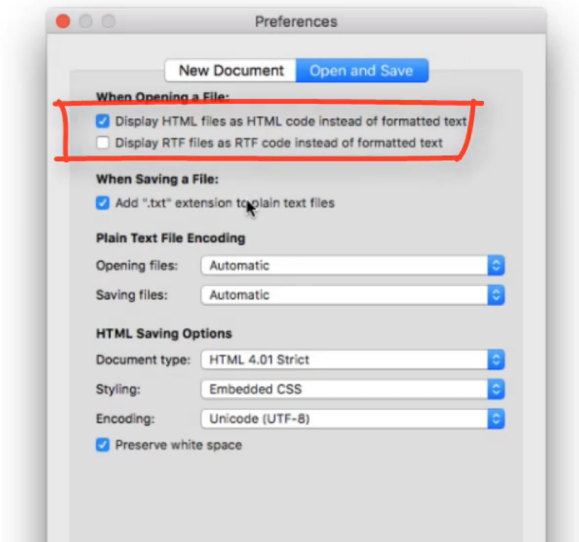 Preferences
New Document Open and Save
When Opening a File:
Display HTML files as HTML code instead of formatted text
Display RTF files as RTF code instead of formatted text
When Saving a File:
Add ".txt" extension to plain text files
Plain Text File Encoding
Opening files: Automatic
Saving files: Automatic
HTML Saving Options
Document type: HTML 4.01 Strict
Styling: Embedded CSS
Encoding: Unicode (UTF-8)
Preserve white space